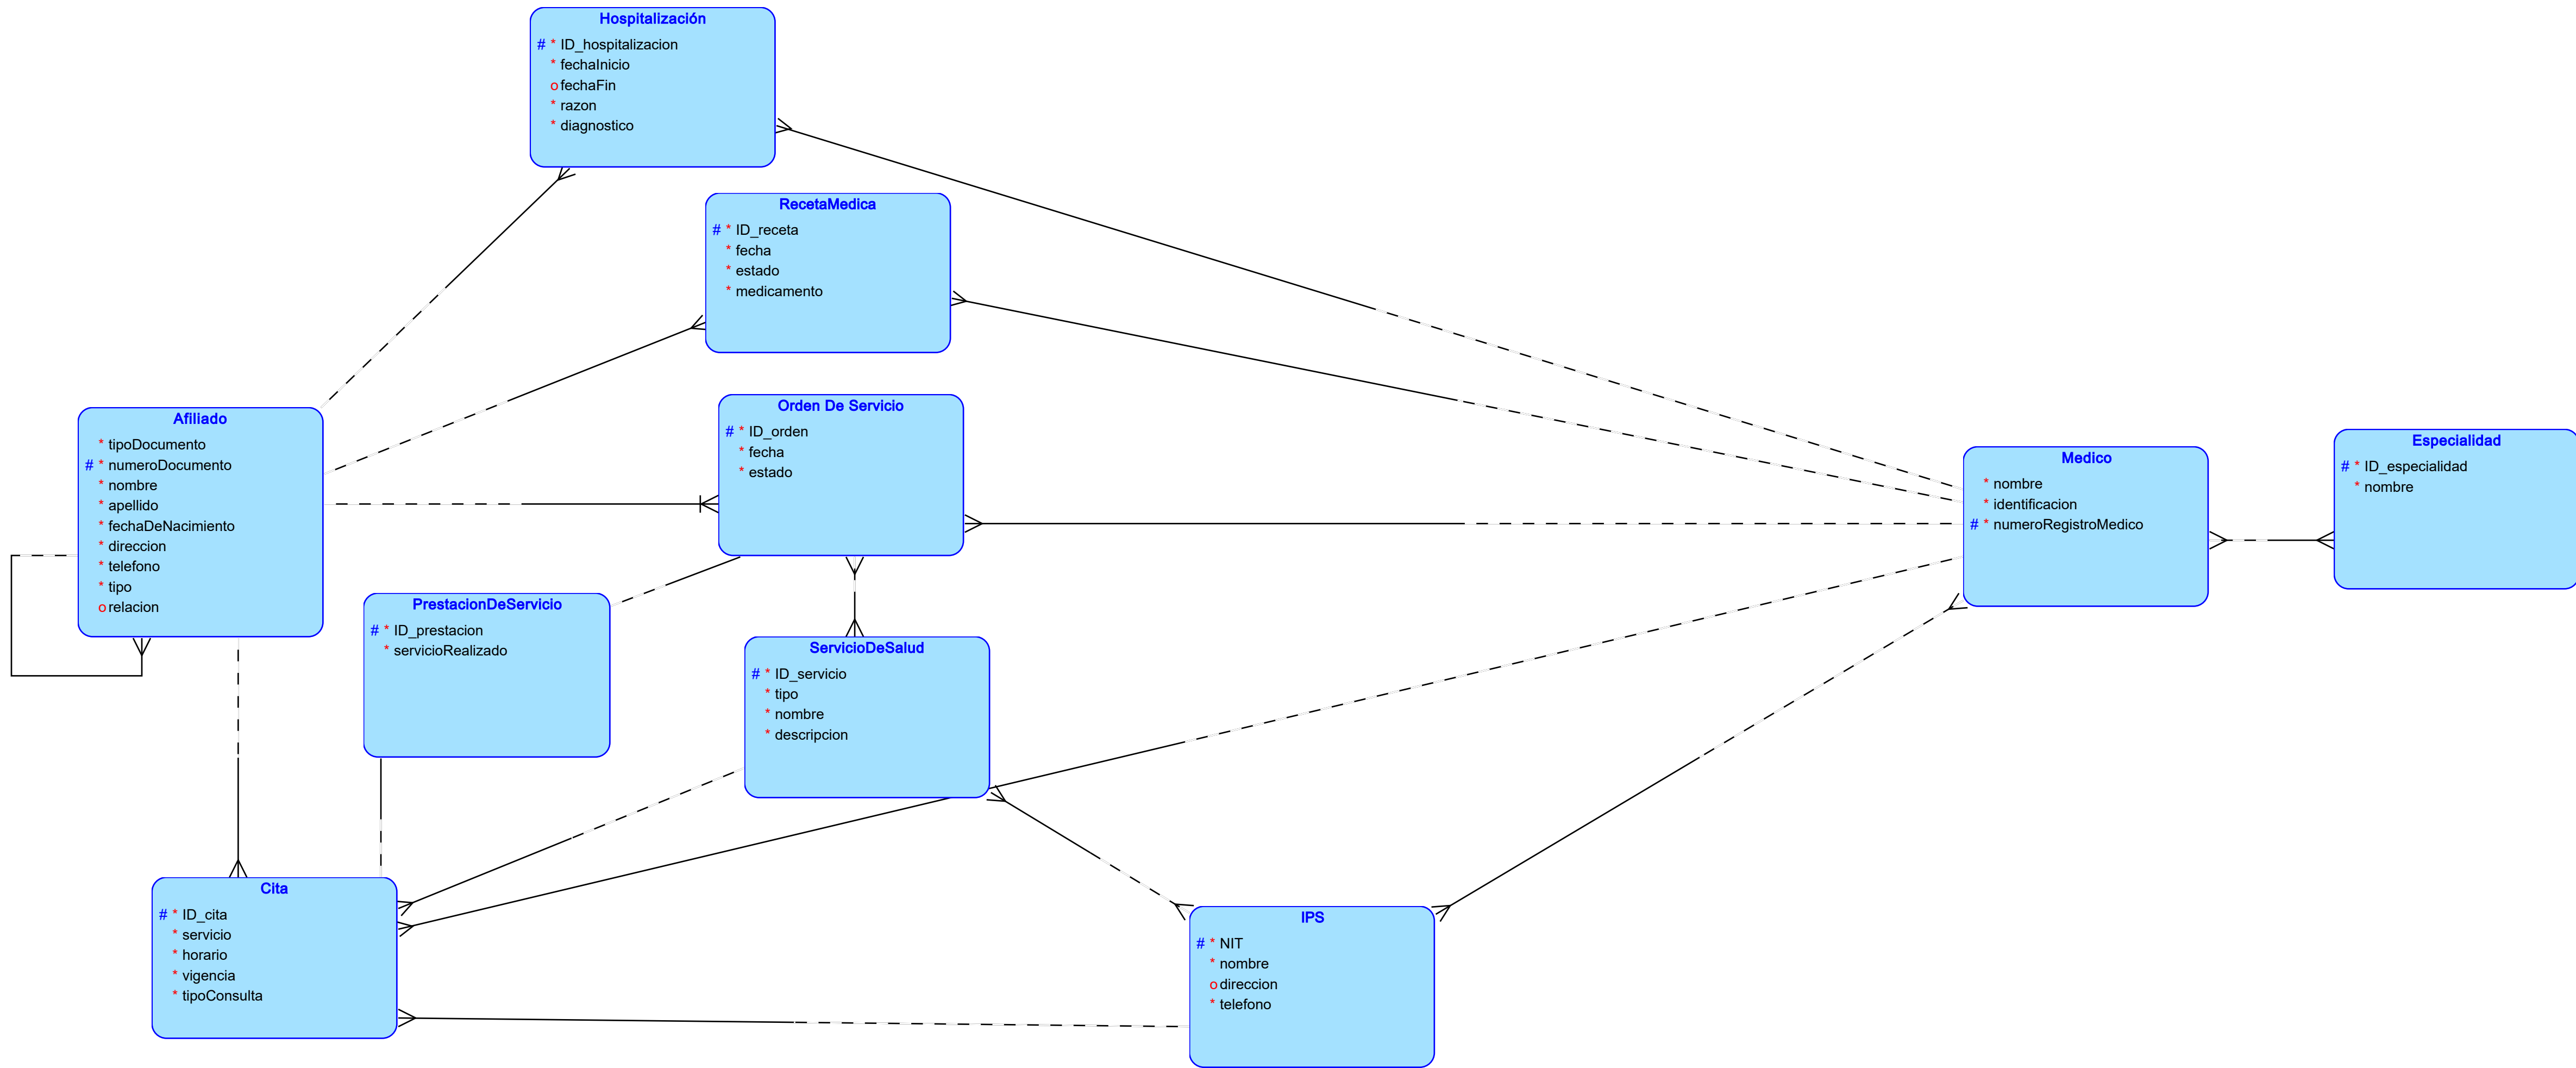 Hospitalización
# * ID_hospitalizacion
* fechaInicio
o fechaFin
* razon
* diagnostico
RecetaMedica
# * ID_receta
* fecha
* estado
* medicamento
Orden De Servicio
# * ID_orden
* fecha
* estado
Afiliado
* tipoDocumento
# * numeroDocumento
* nombre
* apellido
* fechaDeNacimiento
* direccion
* telefono
* tipo
o relacion
Medico
* nombre
* identificacion
# * numeroRegistroMedico
Especialidad
# * ID_especialidad
* nombre
PrestacionDeServicio
# * ID_prestacion
* servicioRealizado
ServicioDeSalud
# * ID_servicio
* tipo
* nombre
* descripcion
Cita
# * ID_cita
* servicio
* horario
* vigencia
* tipoConsulta
IPS
# * NIT
* nombre
o direccion
* telefono